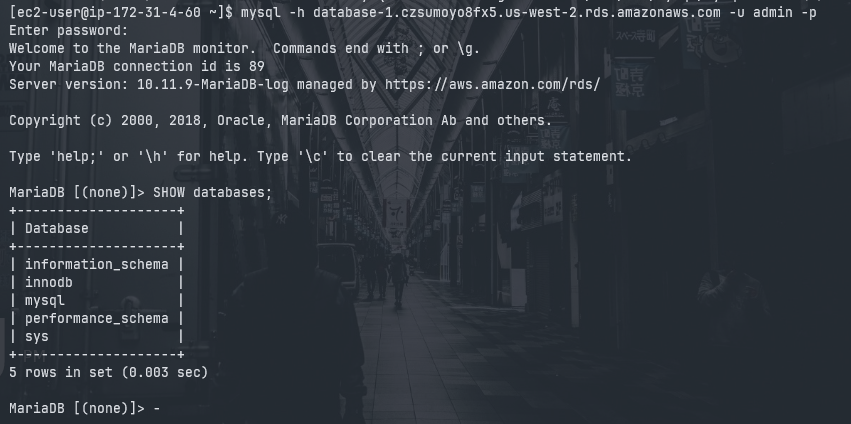 [ec2-user@ip-172-31-4-60 ~]$ mysql -h database-1.czsumoyo8fx5.us-west-2.rds.amazonaws.com -u admin -p
Enter password:
Welcome to the MariaDB monitor.  Commands end with ; or \g.
Your MariaDB connection id is 89
Server version: 10.11.9-MariaDB-log managed by https://aws.amazon.com/rds/

Copyright (c) 2000, 2018, Oracle, MariaDB Corporation Ab and others.

Type 'help;' or '\h' for help. Type '\c' to clear the current input statement.

MariaDB [(none)]> SHOW databases;
+--------------------+
| Database           |
+--------------------+
| information_schema |
| innodb             |
| mysql              |
| performance_schema |
| sys                |
+--------------------+
5 rows in set (0.003 sec)

MariaDB [(none)]> -